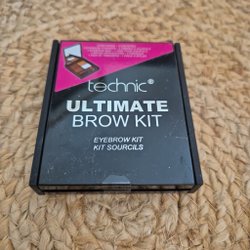 technic®
ULTIMATE
BROW KIT
EYEBROW KIT
KIT SOURCILS